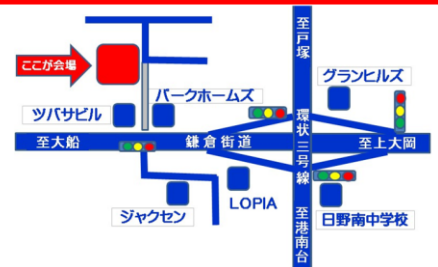 至戸塚
ここが会場
グランヒルズ
パークホームズ
ツバサビル
環状三号線
至大船
鎌倉街道
至上大岡
ジャクセン
LOPIA
日野南中学校
至港南台